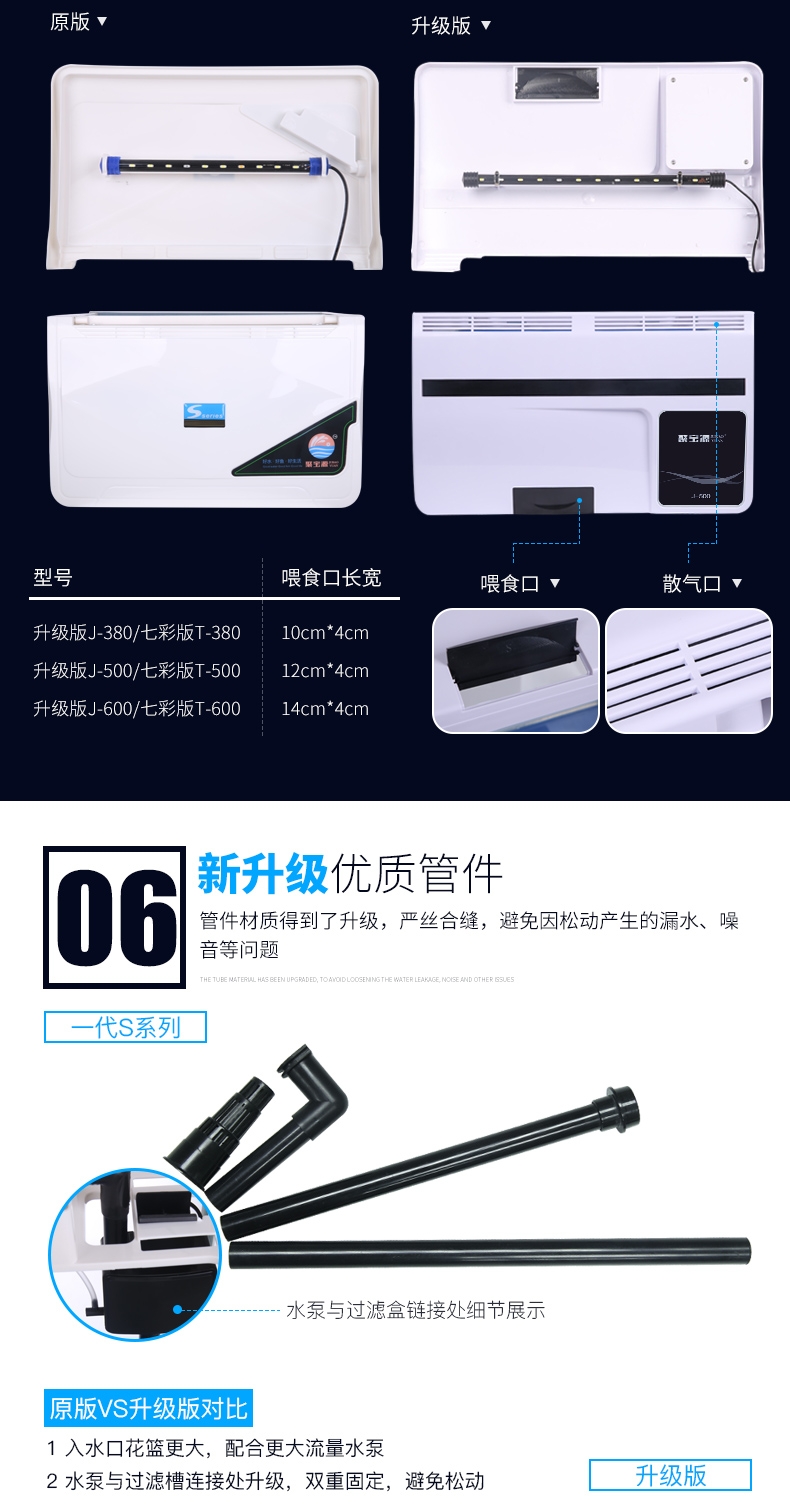 原版
升级版
S series
聚宝源
聚宝源
J-500
型号 喂食口长宽
升级版J-380/七彩版T-380 10cm*4cm
升级版J-500/七彩版T-500 12cm*4cm
升级版J-600/七彩版T-600 14cm*4cm
喂食口 散气口
06
新升级优质管件
管件材质得到了升级，严丝合缝，避免因松动产生的漏水、噪
音等问题
THE TUBE MATERIAL HAS BEEN UPGRADED, TO AVOID LOOSENING THE WATER LEAKAGE, NOISE AND OTHER ISSUES
一代S系列
水泵与过滤盒链接处细节展示
原版VS升级版对比
1 入水口花篮更大，配合更大流量水泵
2 水泵与过滤槽连接处升级，双重固定，避免松动
升级版